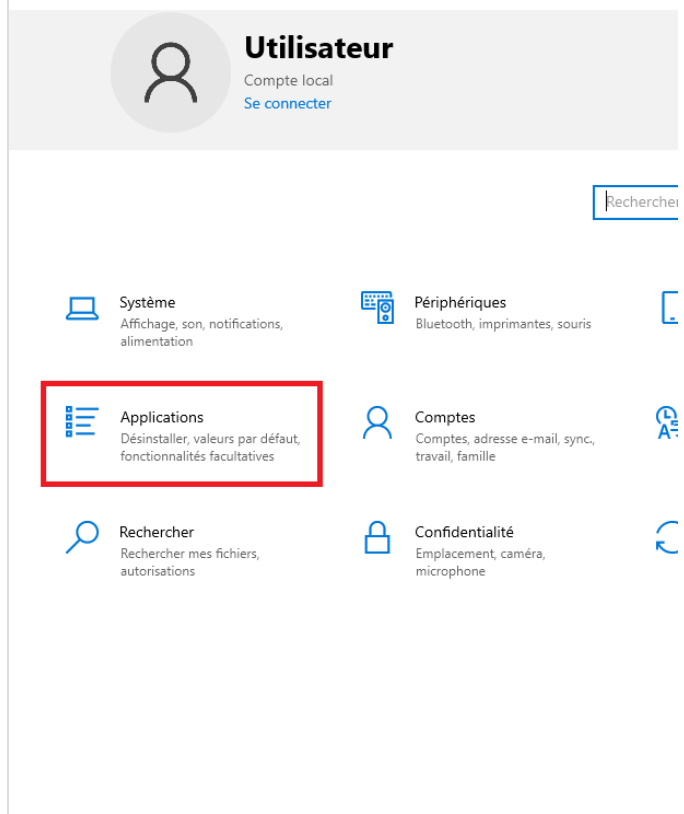 Utilisateur
Compte local
Se connecter
Rechercher
Système
Affichage, son, notifications,
alimentation
Périphériques
Bluetooth, imprimantes, souris
Applications
Désinstaller, valeurs par défaut,
fonctionnalités facultatives
Comptes
Comptes, adresse e-mail, sync.,
travail, famille
Rechercher
Rechercher mes fichiers,
autorisations
Confidentialité
Emplacement, caméra,
microphone